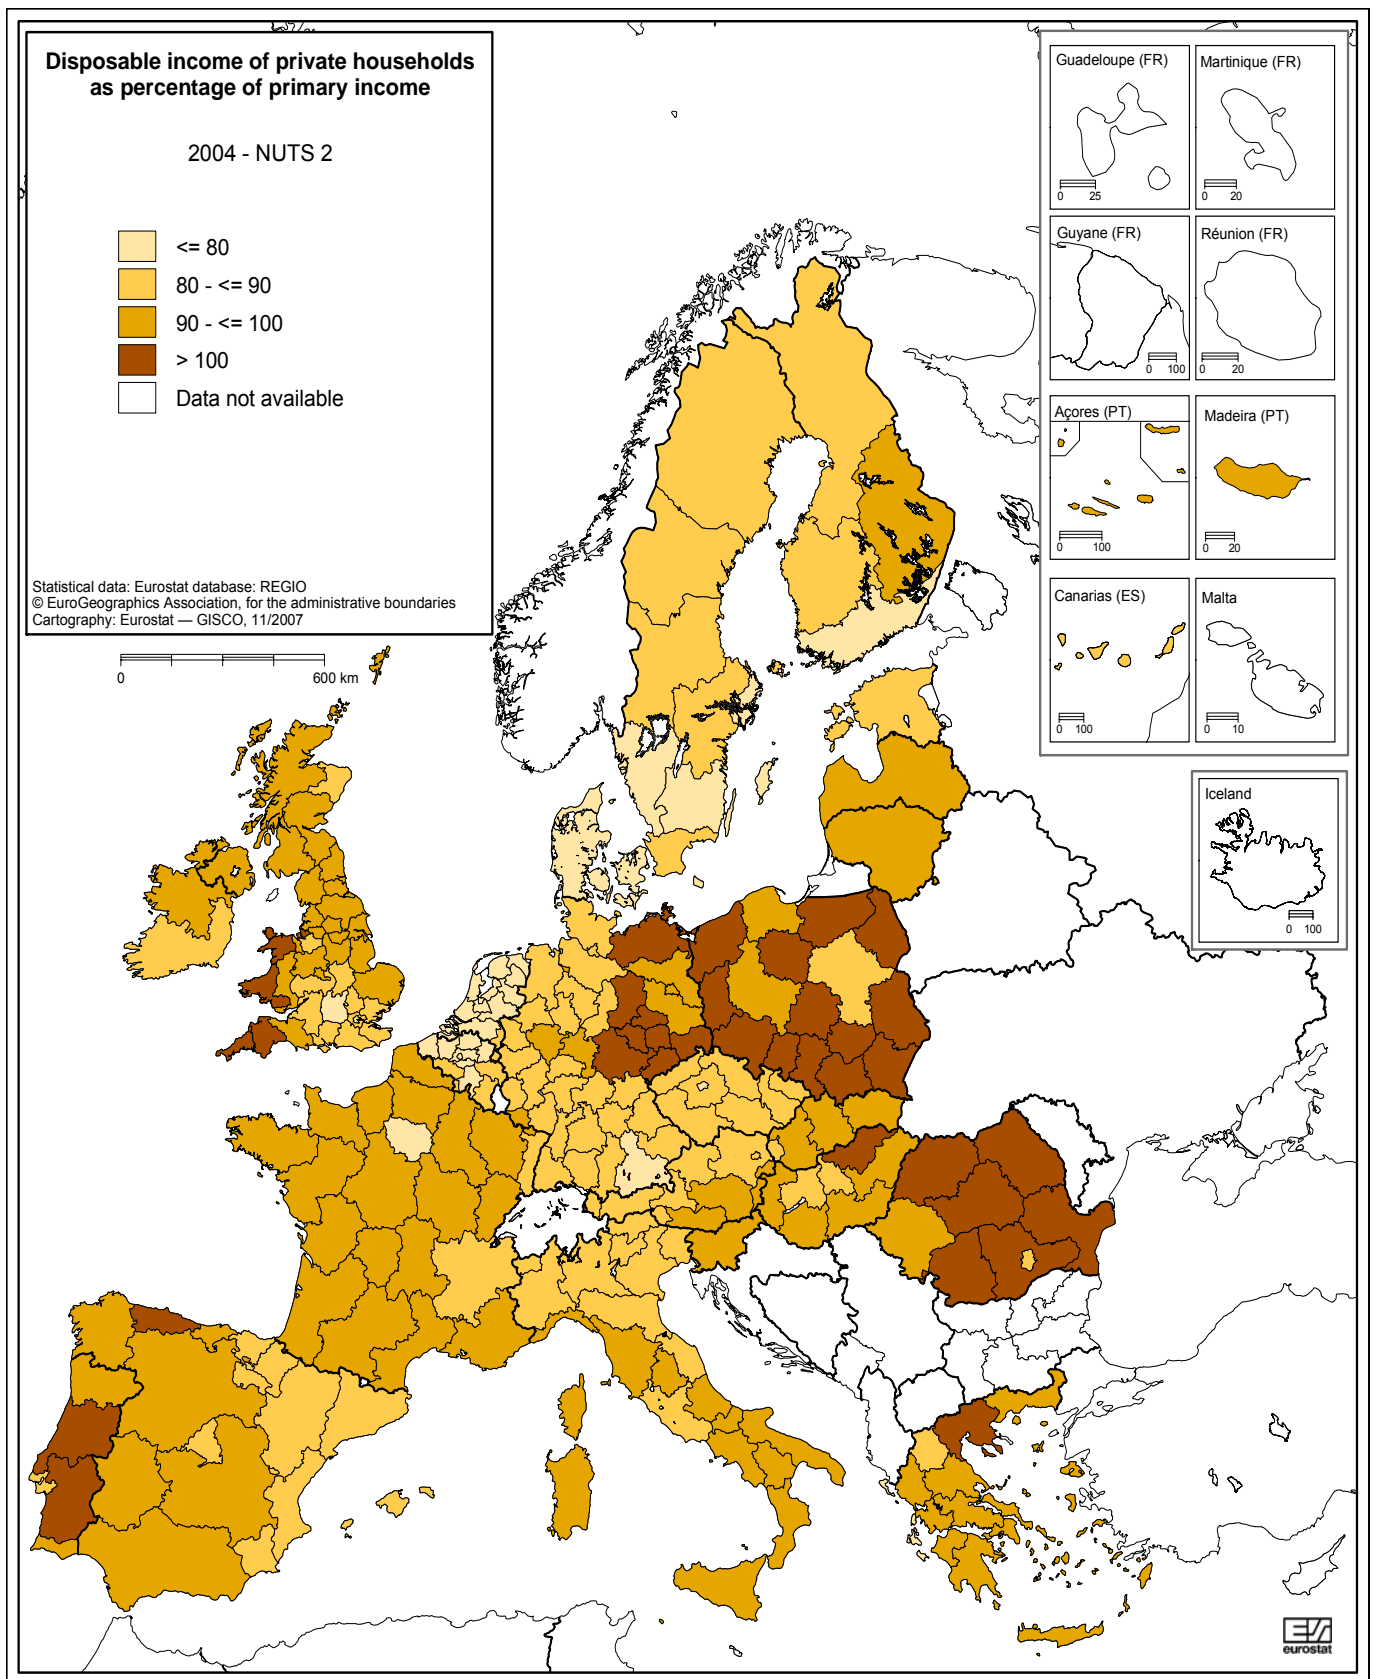 Disposable income of private households
as percentage of primary income
2004 - NUTS 2
<= 80
80 - <= 90
90 - <= 100
> 100
Data not available
Statistical data: Eurostat database: REGIO
© EuroGeographics Association, for the administrative boundaries
Cartography: Eurostat — GISCO, 11/2007
0 600 km
Guadeloupe (FR)
0 25
Martinique (FR)
0 20
Guyane (FR)
0 100
Réunion (FR)
0 20
Açores (PT)
0 100
Madeira (PT)
0 20
Canarias (ES)
0 100
Malta
0 10
Iceland
0 100
eurostat